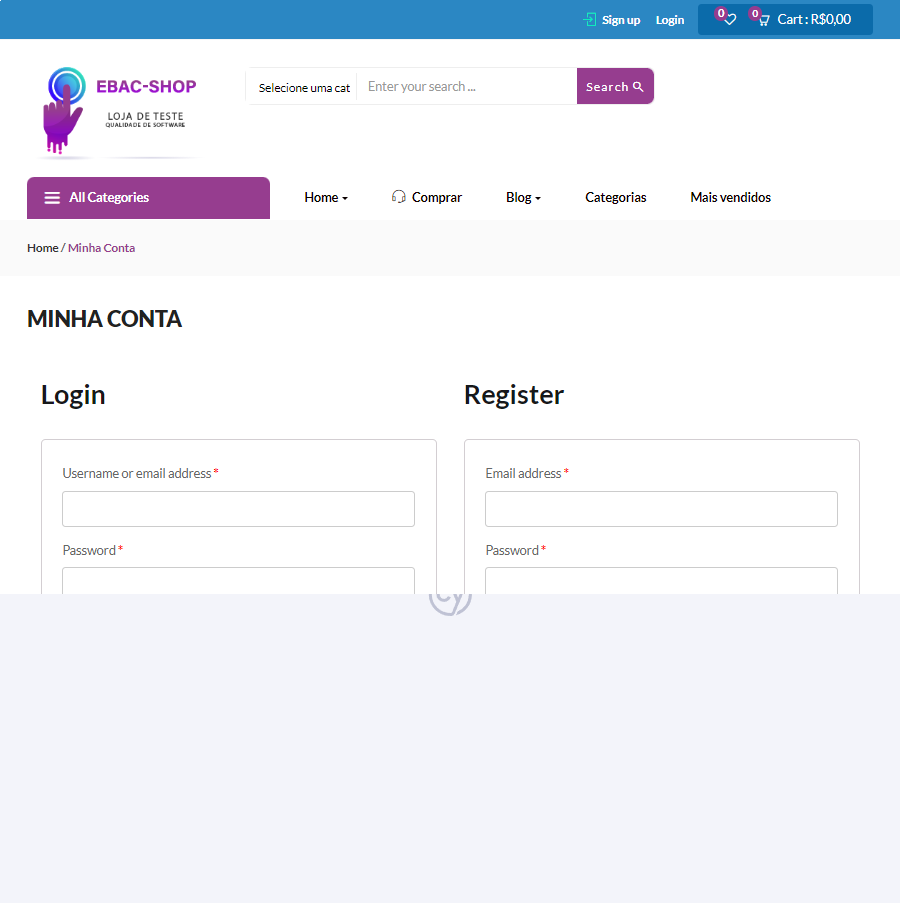 Sign up Login 0 0 Cart : R$0,00
EBAC-SHOP
LOJA DE TESTE
QUALIDADE DE SOFTWARE
Selecione uma cat Enter your search ... Search
All Categories Home Comprar Blog Categorias Mais vendidos
Home / Minha Conta
MINHA CONTA
Login Register
Username or email address * Email address *
Password * Password *
cy